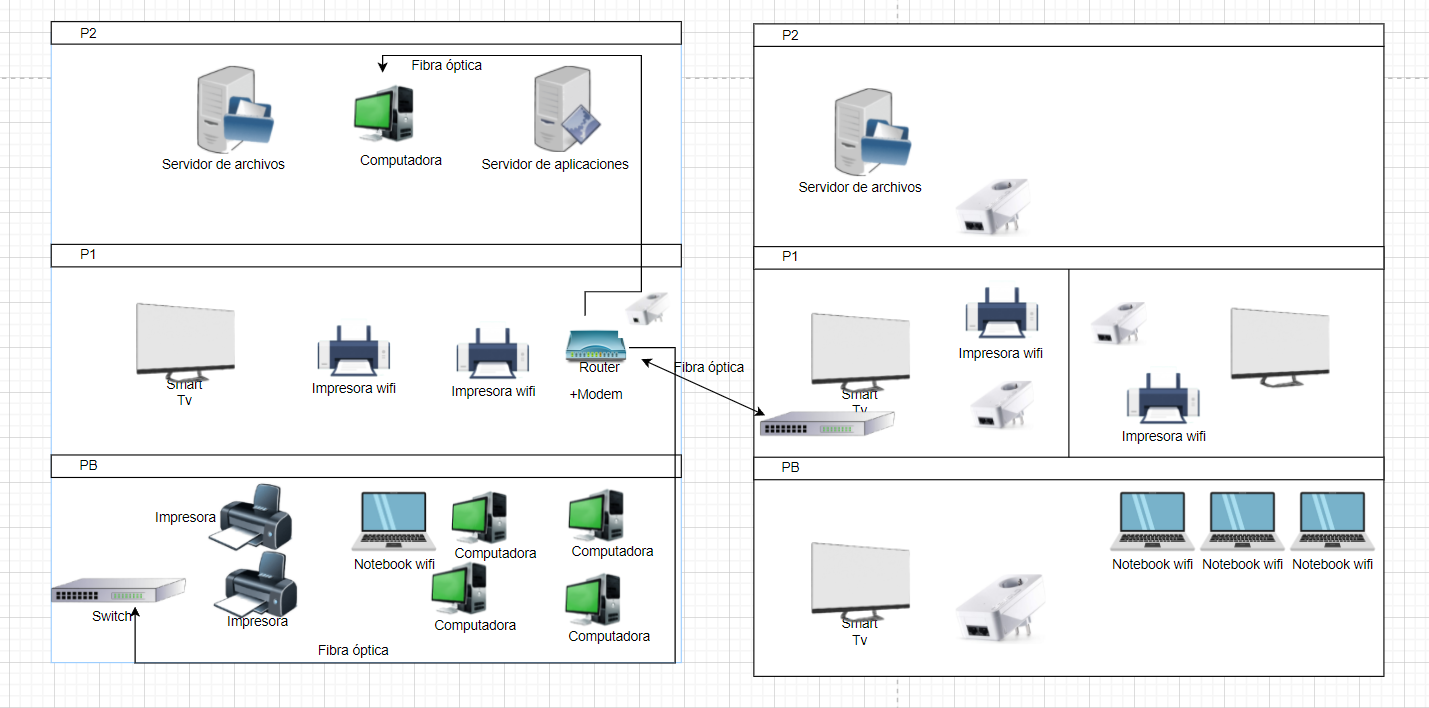 P2
Fibra óptica
Servidor de archivos
Computadora
Servidor de aplicaciones
P1
Smart
Tv
Impresora wifi
Impresora wifi
Router
+Modem
Fibra óptica
PB
Impresora
Notebook wifi
Computadora
Computadora
Switch
Impresora
Computadora
Computadora
Fibra óptica
P2
Servidor de archivos
P1
Impresora wifi
Smart
Tv
Impresora wifi
PB
Notebook wifi
Notebook wifi
Notebook wifi
Smart
Tv